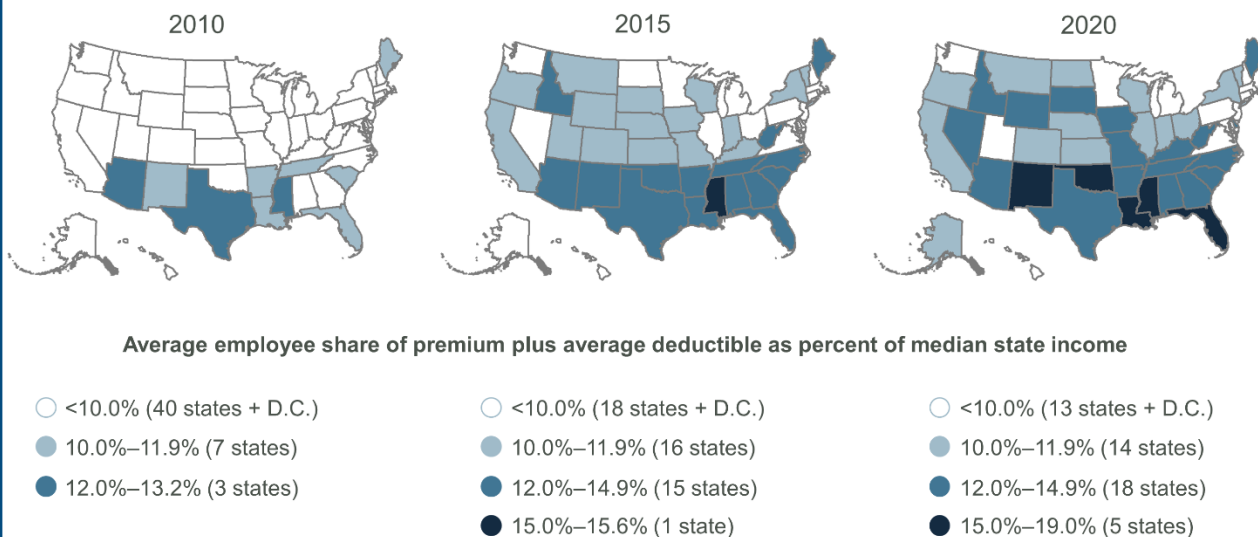 2010
2015
2020
Average employee share of premium plus average deductible as percent of median state income
<10.0% (40 states + D.C.)
10.0%–11.9% (7 states)
12.0%–13.2% (3 states)
<10.0% (18 states + D.C.)
10.0%–11.9% (16 states)
12.0%–14.9% (15 states)
15.0%–15.6% (1 state)
<10.0% (13 states + D.C.)
10.0%–11.9% (14 states)
12.0%–14.9% (18 states)
15.0%–19.0% (5 states)